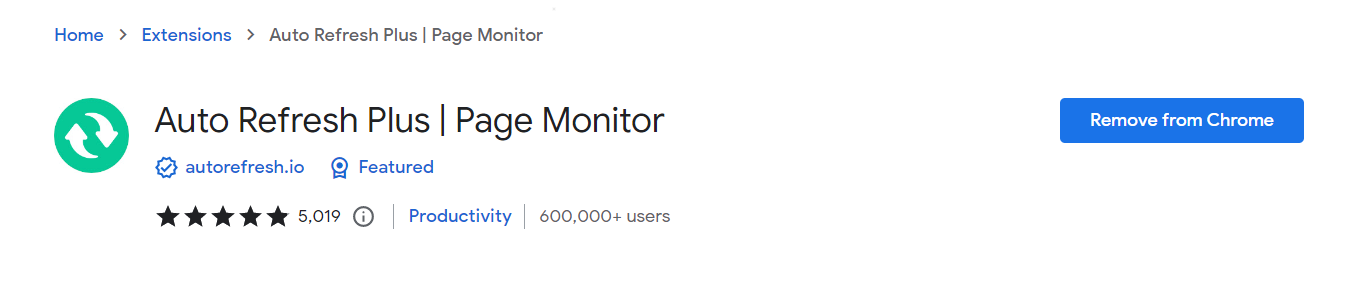 Home > Extensions > Auto Refresh Plus | Page Monitor
Auto Refresh Plus | Page Monitor
Remove from Chrome
autorefresh.io Featured
5,019 Productivity 600,000+ users